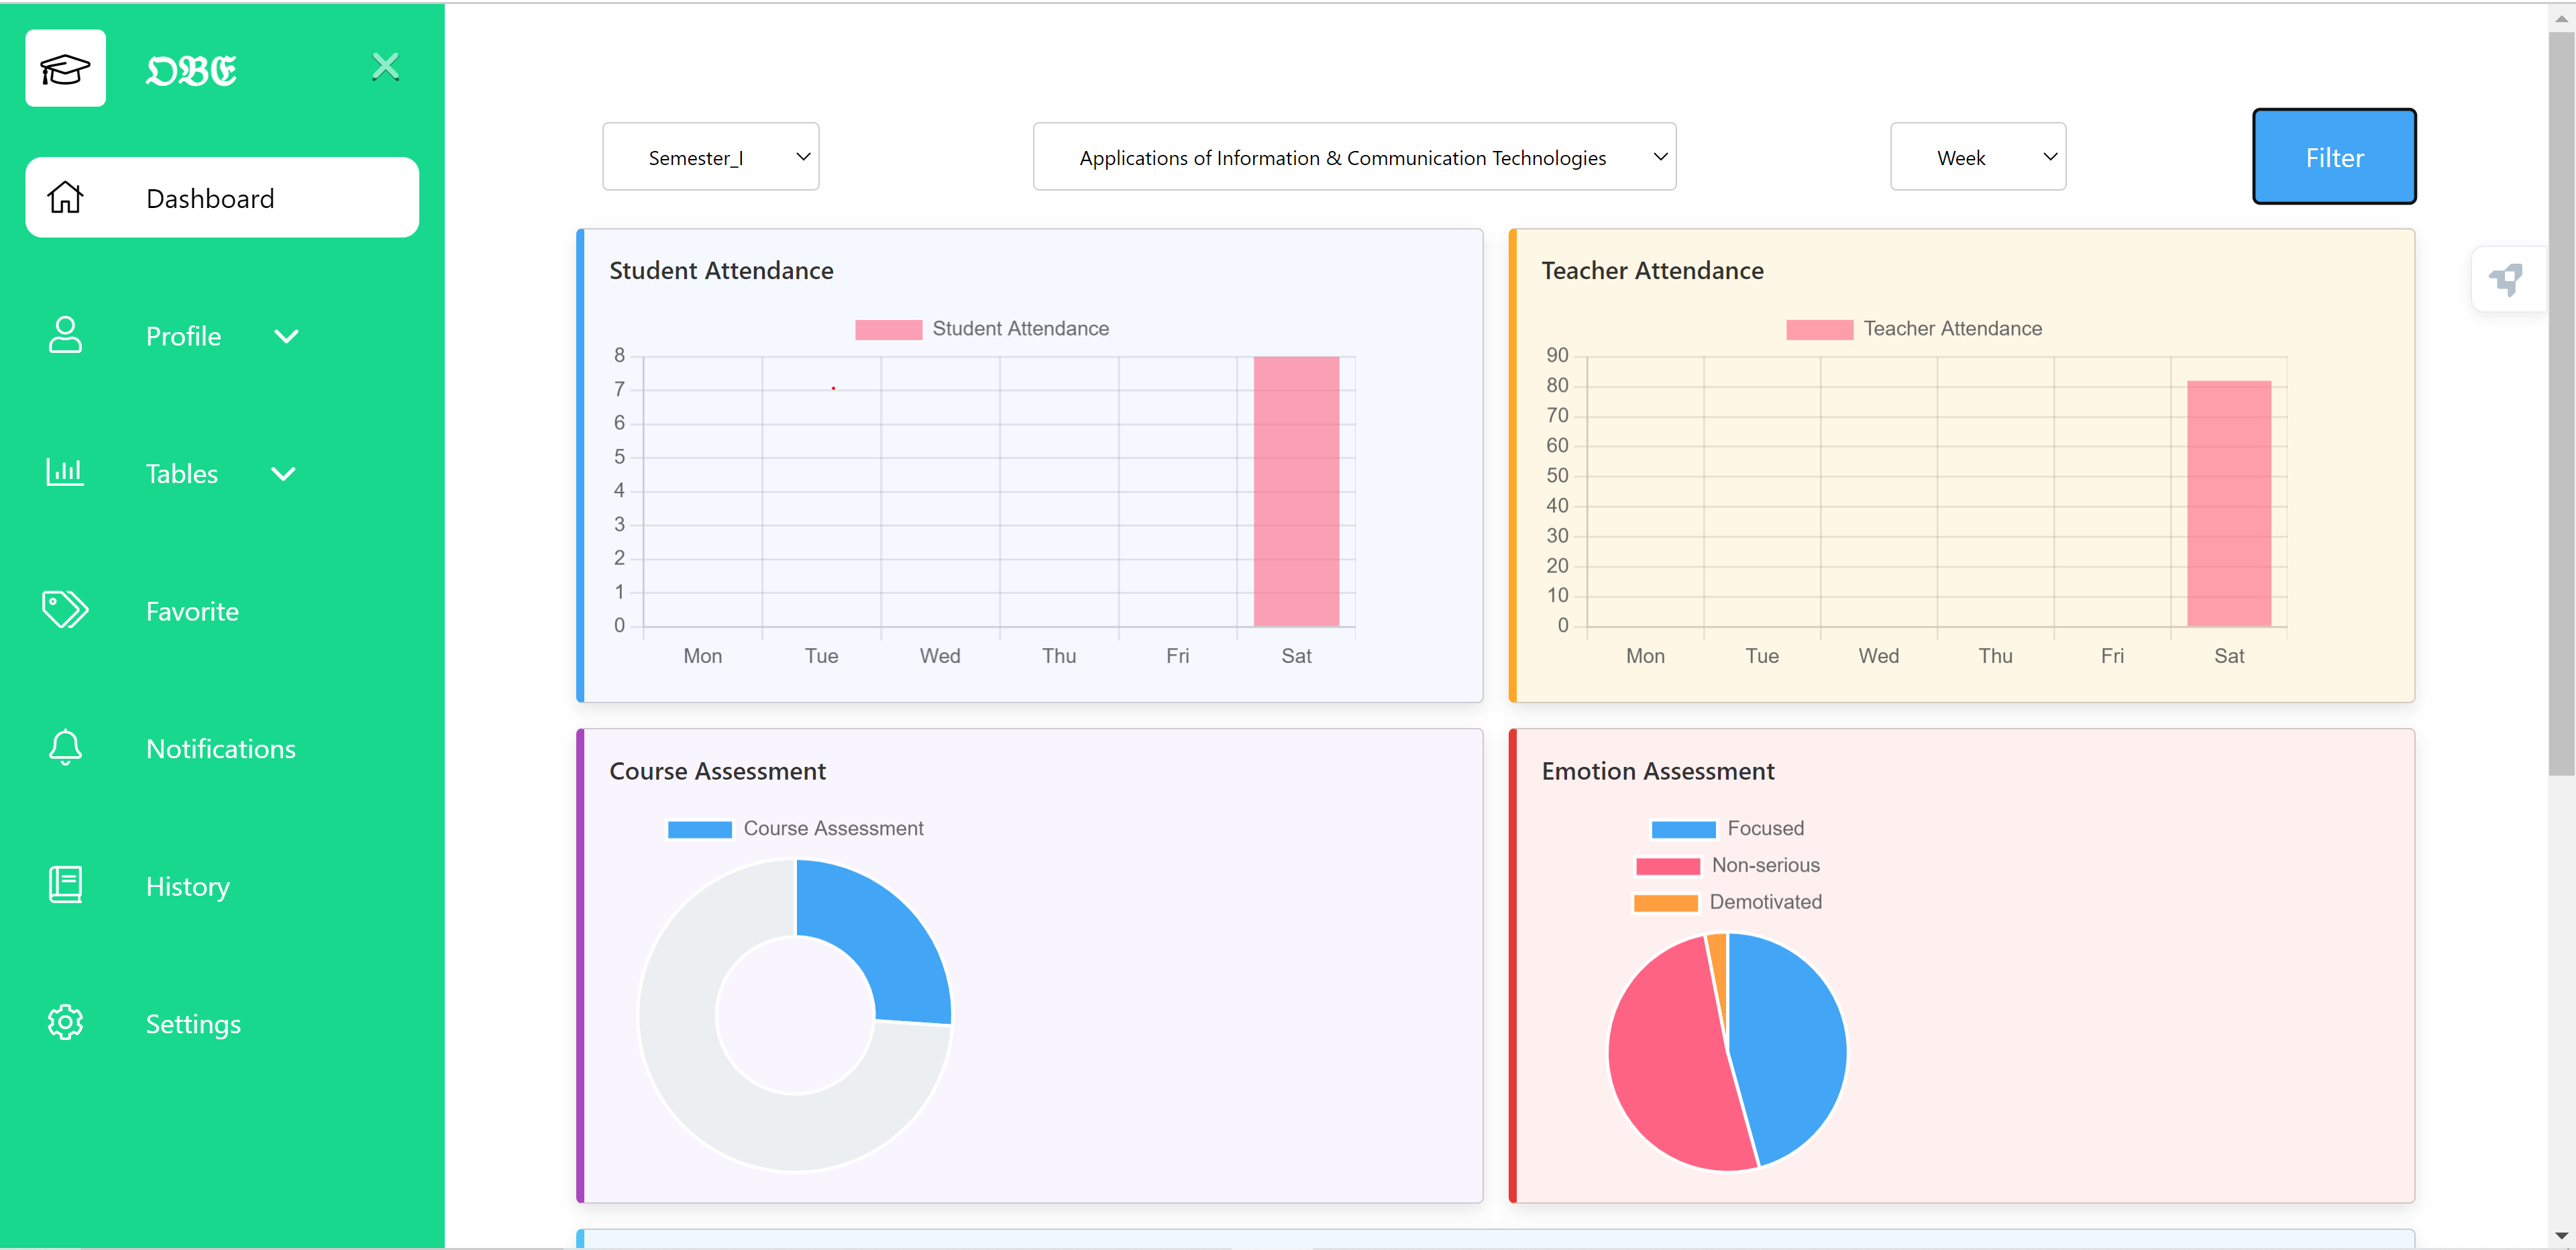 𝕺𝕭𝕰
Dashboard
Profile
Tables
Favorite
Notifications
History
Settings
Semester_I
Applications of Information & Communication Technologies
Week
Filter
Student Attendance
Student Attendance
8
7
6
5
4
3
2
1
0
Mon Tue Wed Thu Fri Sat
Teacher Attendance
Teacher Attendance
90
80
70
60
50
40
30
20
10
0
Mon Tue Wed Thu Fri Sat
Course Assessment
Course Assessment
Emotion Assessment
Focused
Non-serious
Demotivated